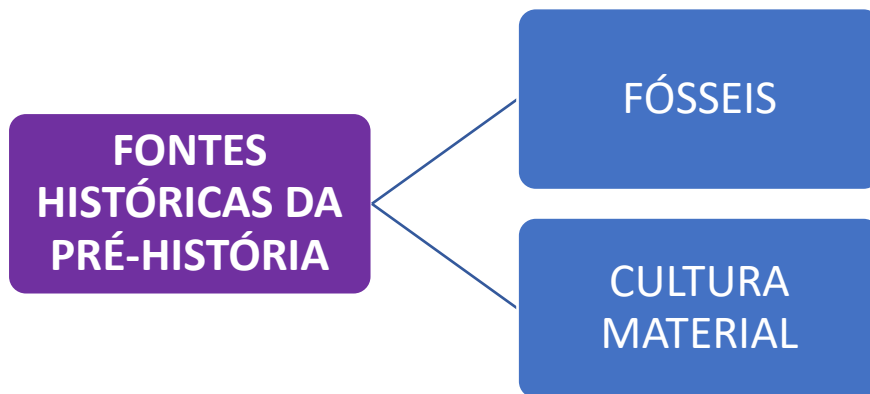 FONTES
HISTÓRICAS DA
PRÉ-HISTÓRIA
FÓSSEIS
CULTURA
MATERIAL